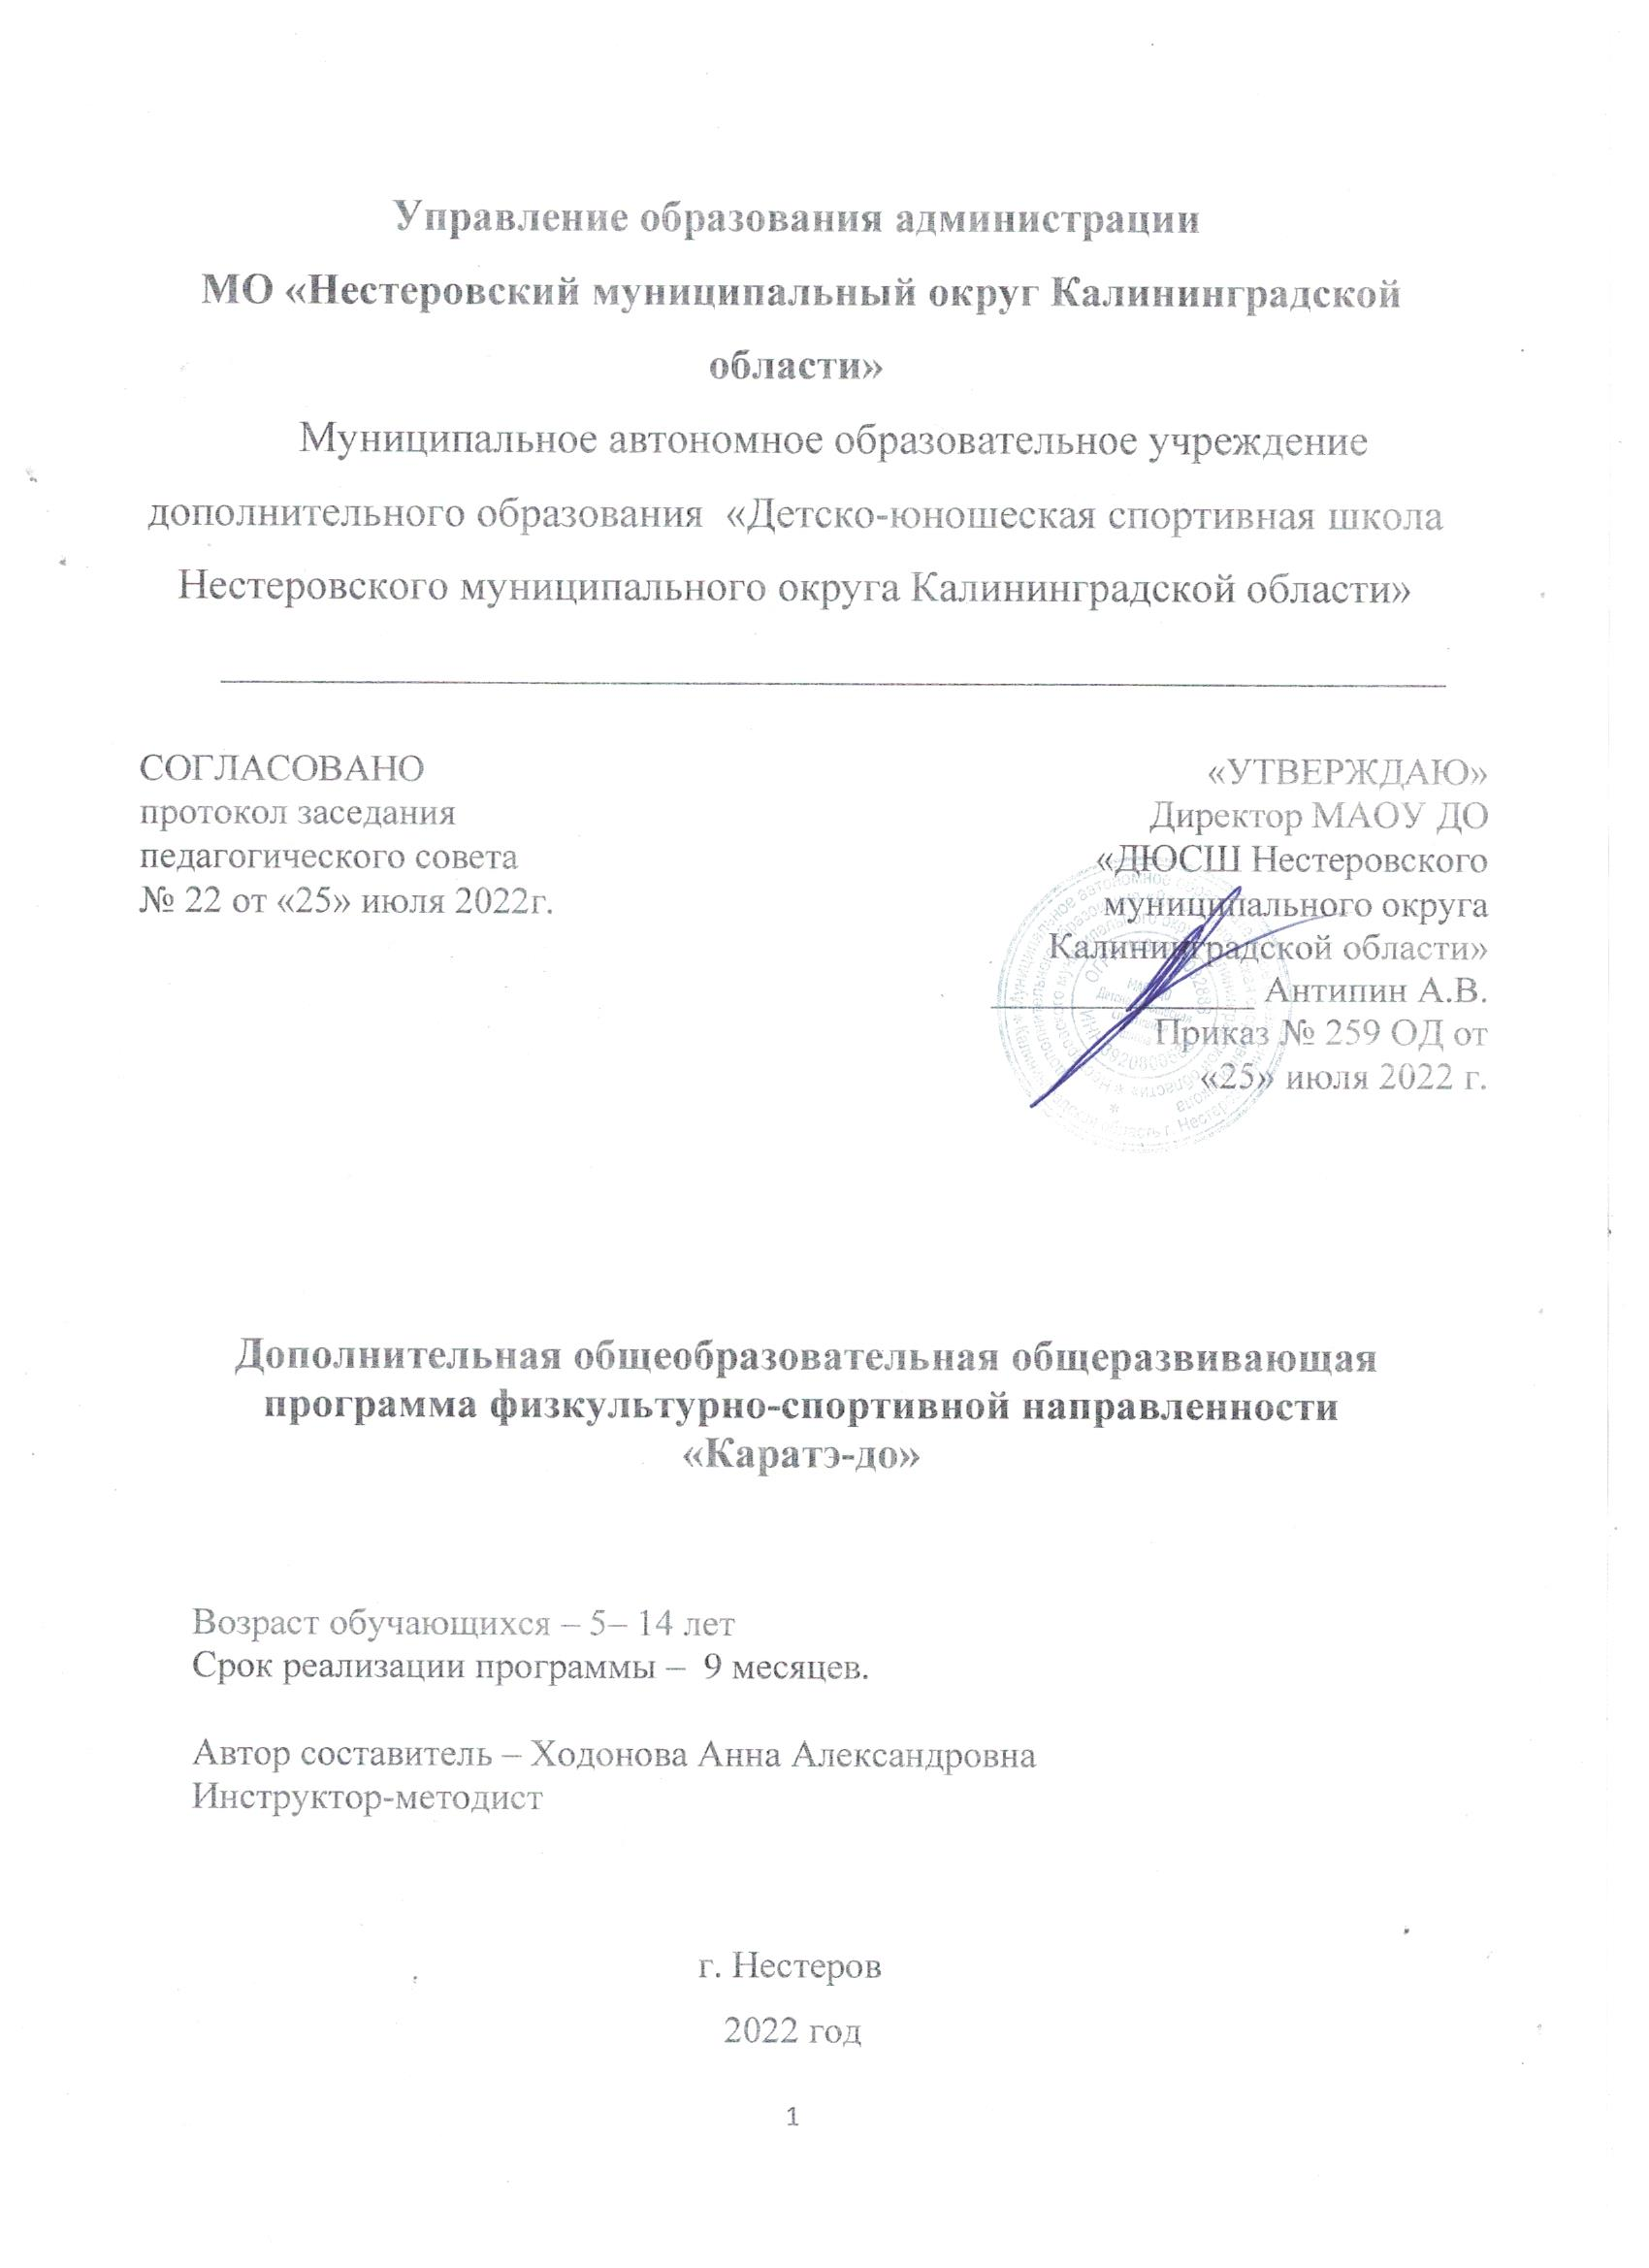 Управление образования администрации
МО «Нестеровский муниципальный округ Калининградской
области»
Муниципальное автономное образовательное учреждение
дополнительного образования «Детско-юношеская спортивная школа
Нестеровского муниципального округа Калининградской области»
СОГЛАСОВАНО
протокол заседания
педагогического совета
№ 22 от «25» июля 2022г.
«УТВЕРЖДАЮ»
Директор МАОУ ДО
«ДЮСШ Нестеровского
муниципального округа
Калининградской области»
Антипин А.В.
Приказ № 259 ОД от
«25» июля 2022 г.
Дополнительная общеобразовательная общеразвивающая
программа физкультурно-спортивной направленности
«Каратэ-до»
Возраст обучающихся – 5– 14 лет
Срок реализации программы – 9 месяцев.
Автор составитель – Ходонова Анна Александровна
Инструктор-методист
г. Нестеров
2022 год
1